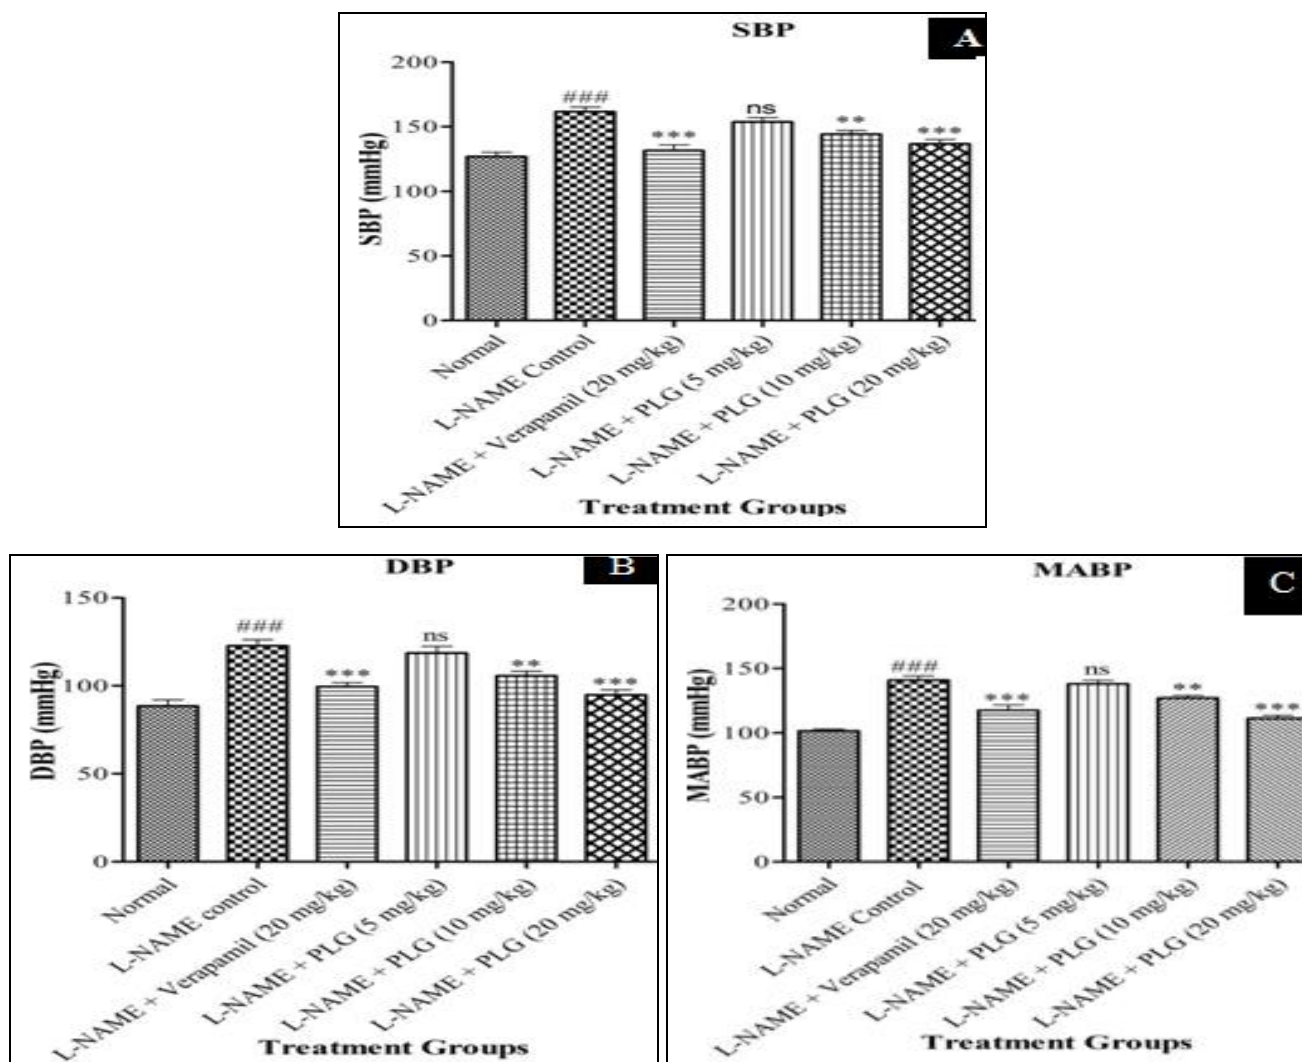 SBP
A
SBP (mmHg)
200
150
100
50
0
###
***
ns
**
***
Normal
L-NAME Control
L-NAME + Verapamil (20 mg/kg)
L-NAME + PLG (5 mg/kg)
L-NAME + PLG (10 mg/kg)
L-NAME + PLG (20 mg/kg)
Treatment Groups
DBP
B
DBP (mmHg)
150
100
50
0
###
***
ns
**
***
Normal
L-NAME control
L-NAME + Verapamil (20 mg/kg)
L-NAME + PLG (5 mg/kg)
L-NAME + PLG (10 mg/kg)
L-NAME + PLG (20 mg/kg)
Treatment Groups
MABP
C
MABP (mmHg)
200
150
100
50
0
###
***
ns
**
***
Normal
L-NAME Control
L-NAME + Verapamil (20 mg/kg)
L-NAME + PLG (5 mg/kg)
L-NAME + PLG (10 mg/kg)
L-NAME + PLG (20 mg/kg)
Treatment Groups